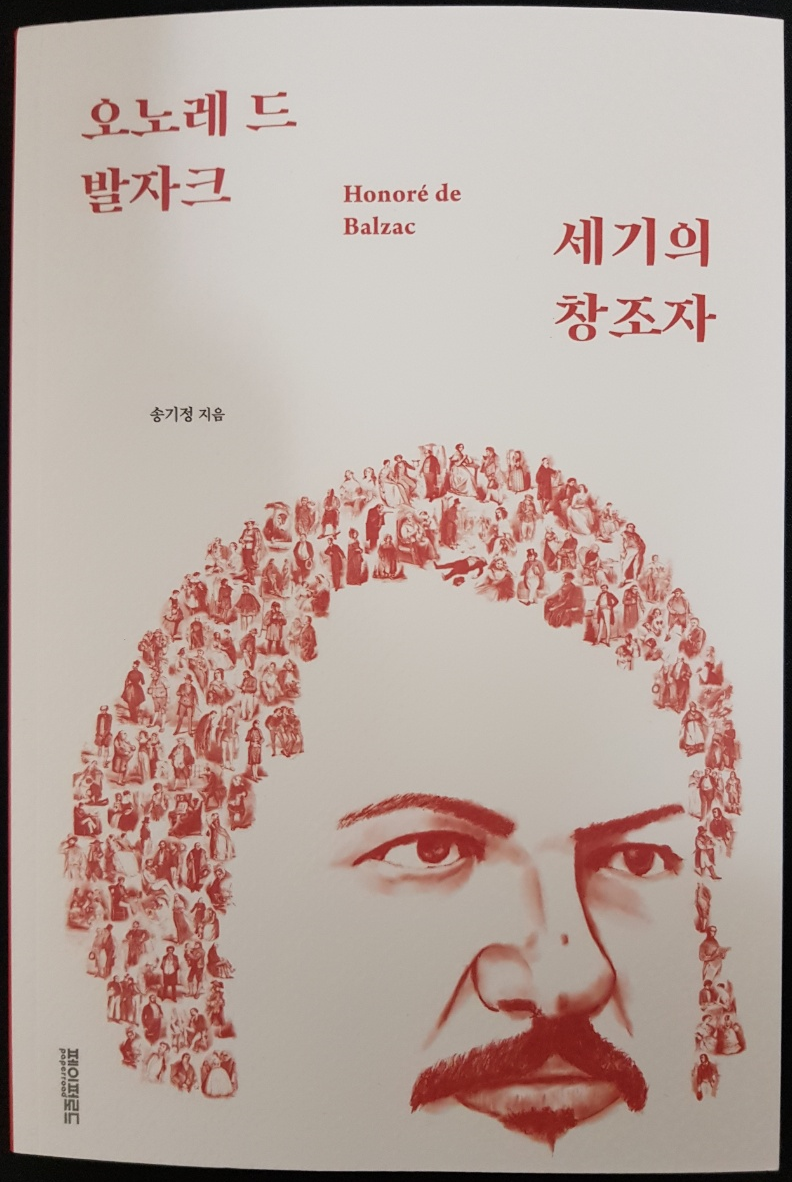 오노레 드
발자크
Honoré de
Balzac
세기의
창조자
송기정 지음
페이퍼로드
paperroad